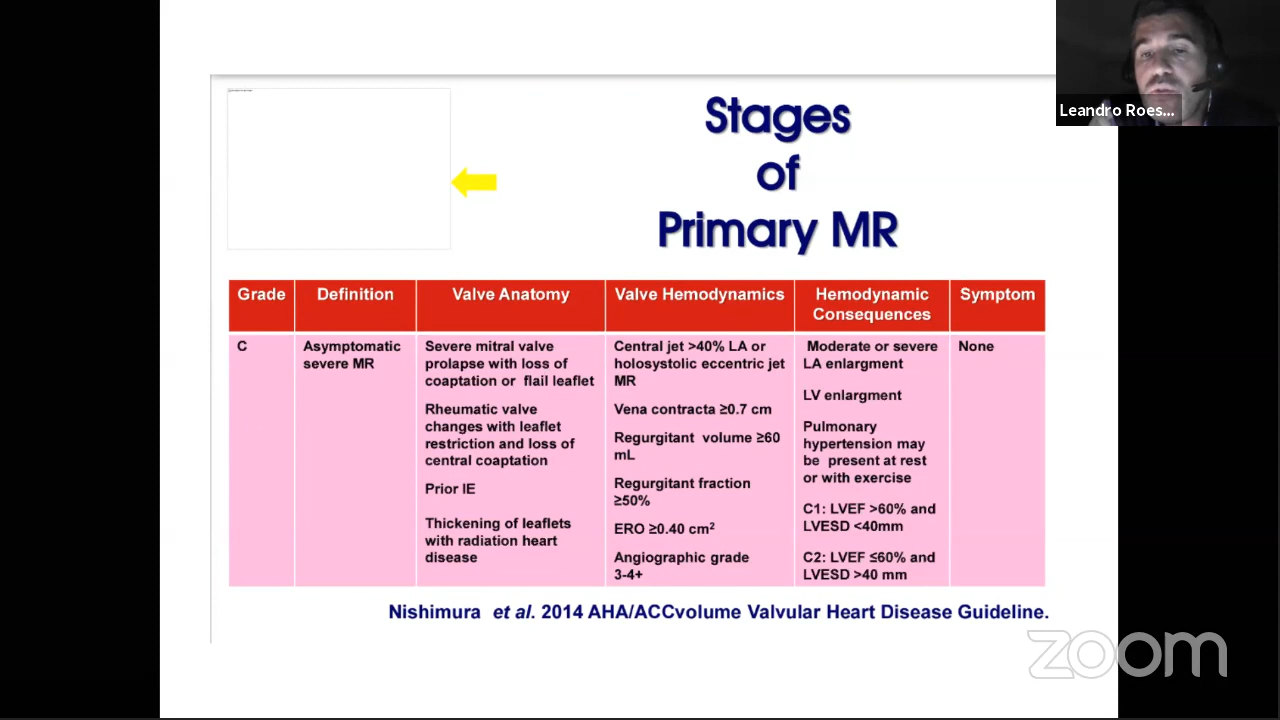 Leandro Roes...
Stages
of
Primary MR
Grade
Definition
Valve Anatomy
Valve Hemodynamics
Hemodynamic
Consequences
Symptom
C
Asymptomatic
severe MR
Severe mitral valve
prolapse with loss of
coaptation or flail leaflet
Rheumatic valve
changes with leaflet
restriction and loss of
central coaptation
Prior IE
Thickening of leaflets
with radiation heart
disease
Central jet >40% LA or
holosystolic eccentric jet
MR
Vena contracta ≥0.7 cm
Regurgitant volume ≥60
mL
Regurgitant fraction
≥50%
ERO ≥0.40 cm²
Angiographic grade
3-4+
Moderate or severe
LA enlargment
LV enlargment
Pulmonary
hypertension may
be present at rest
or with exercise
C1: LVEF >60% and
LVESD <40mm
C2: LVEF ≤60% and
LVESD >40 mm
None
Nishimura et al. 2014 AHA/ACCvolume Valvular Heart Disease Guideline.
zoom